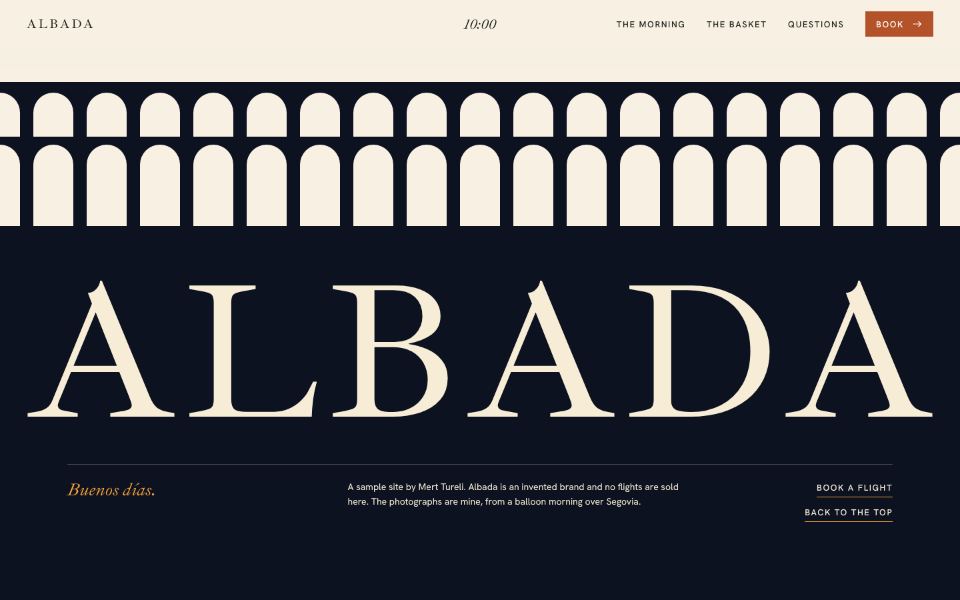 ALBADA
10:00
THE MORNING
THE BASKET
QUESTIONS
BOOK →
ALBADA
Buenos días.
A sample site by Mert Tureli. Albada is an invented brand and no flights are sold
here. The photographs are mine, from a balloon morning over Segovia.
BOOK A FLIGHT
BACK TO THE TOP